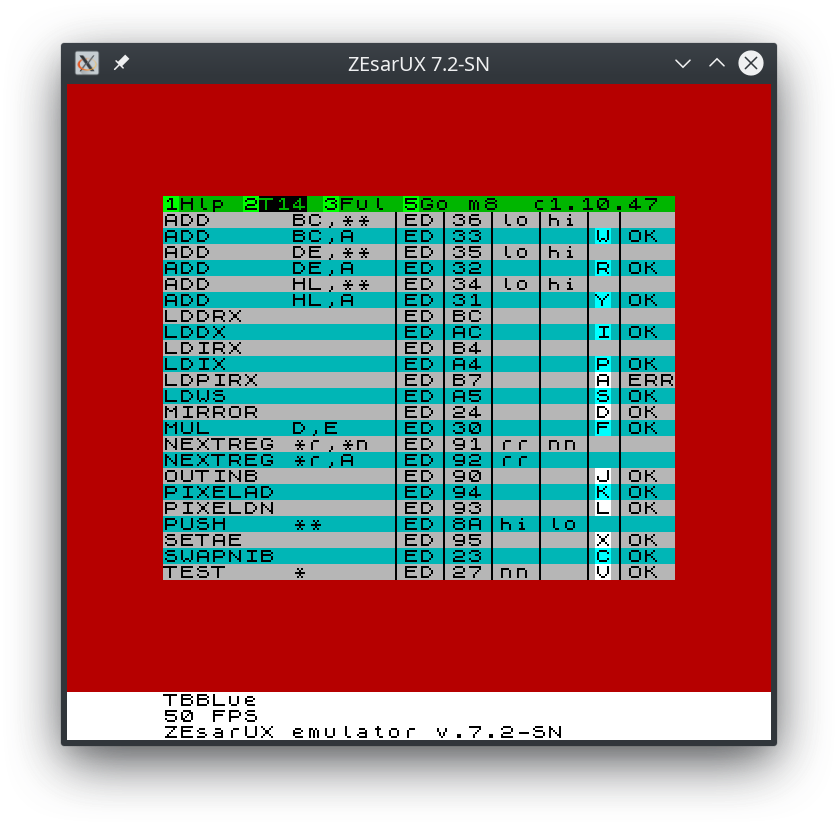 ZEsarUX 7.2-SN
1Hlp 2T14 3Ful 5Go m8 c1.10.47
ADD BC,** ED 36 lo hi
ADD BC,A ED 33 W OK
ADD DE,** ED 35 lo hi
ADD DE,A ED 32 R OK
ADD HL,** ED 34 lo hi
ADD HL,A ED 31 Y OK
LDDRX ED BC
LDDX ED AC I OK
LDIRX ED B4
LDIX ED A4 P OK
LDPIRX ED B7 A ERR
LDWS ED A5 S OK
MIRROR ED 24 D OK
MUL D,E ED 30 F OK
NEXTREG *r,*n ED 91 rr nn
NEXTREG *r,A ED 92 rr
OUTINB ED 90 J OK
PIXELAD ED 94 K OK
PIXELDN ED 93 L OK
PUSH ** ED 8A hi lo
SETAE ED 95 X OK
SWAPNIB ED 23 C OK
TEST * ED 27 nn V OK
TBBLue
50 FPS
ZEsarUX emulator v.7.2-SN